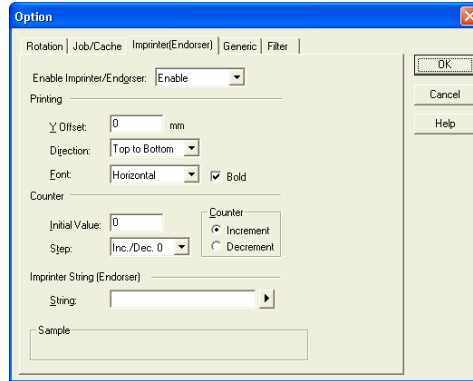 Option
Rotation Job/Cache Imprinter(Endorser) Generic Filter
OK
Enable Imprinter/Endorser: Enable
Cancel
Printing
Y Offset: 0 mm
Help
Direction: Top to Bottom
Font: Horizontal Bold
Counter
Initial Value: 0
Counter
Increment
Step: Inc./Dec. 0
Decrement
Imprinter String (Endorser)
String:
Sample